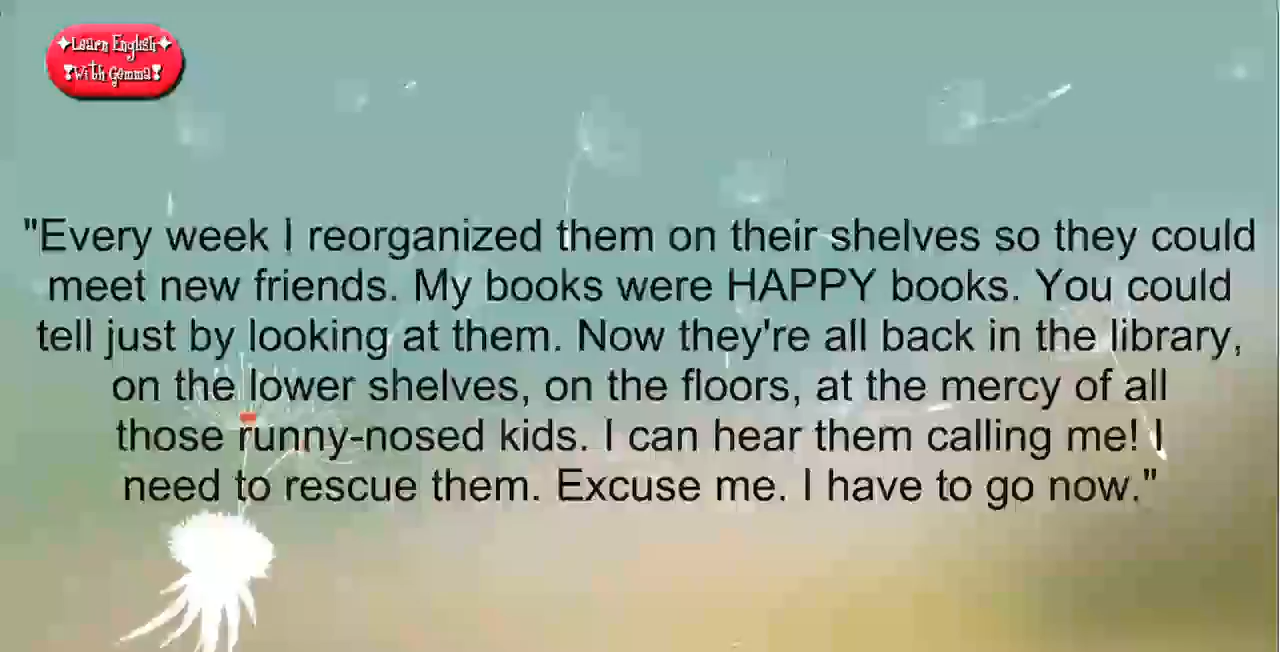 ✦Learn English✦
❣With Gemma❣
"Every week I reorganized them on their shelves so they could
meet new friends. My books were HAPPY books. You could
tell just by looking at them. Now they're all back in the library,
on the lower shelves, on the floors, at the mercy of all
those runny-nosed kids. I can hear them calling me! I
need to rescue them. Excuse me. I have to go now."